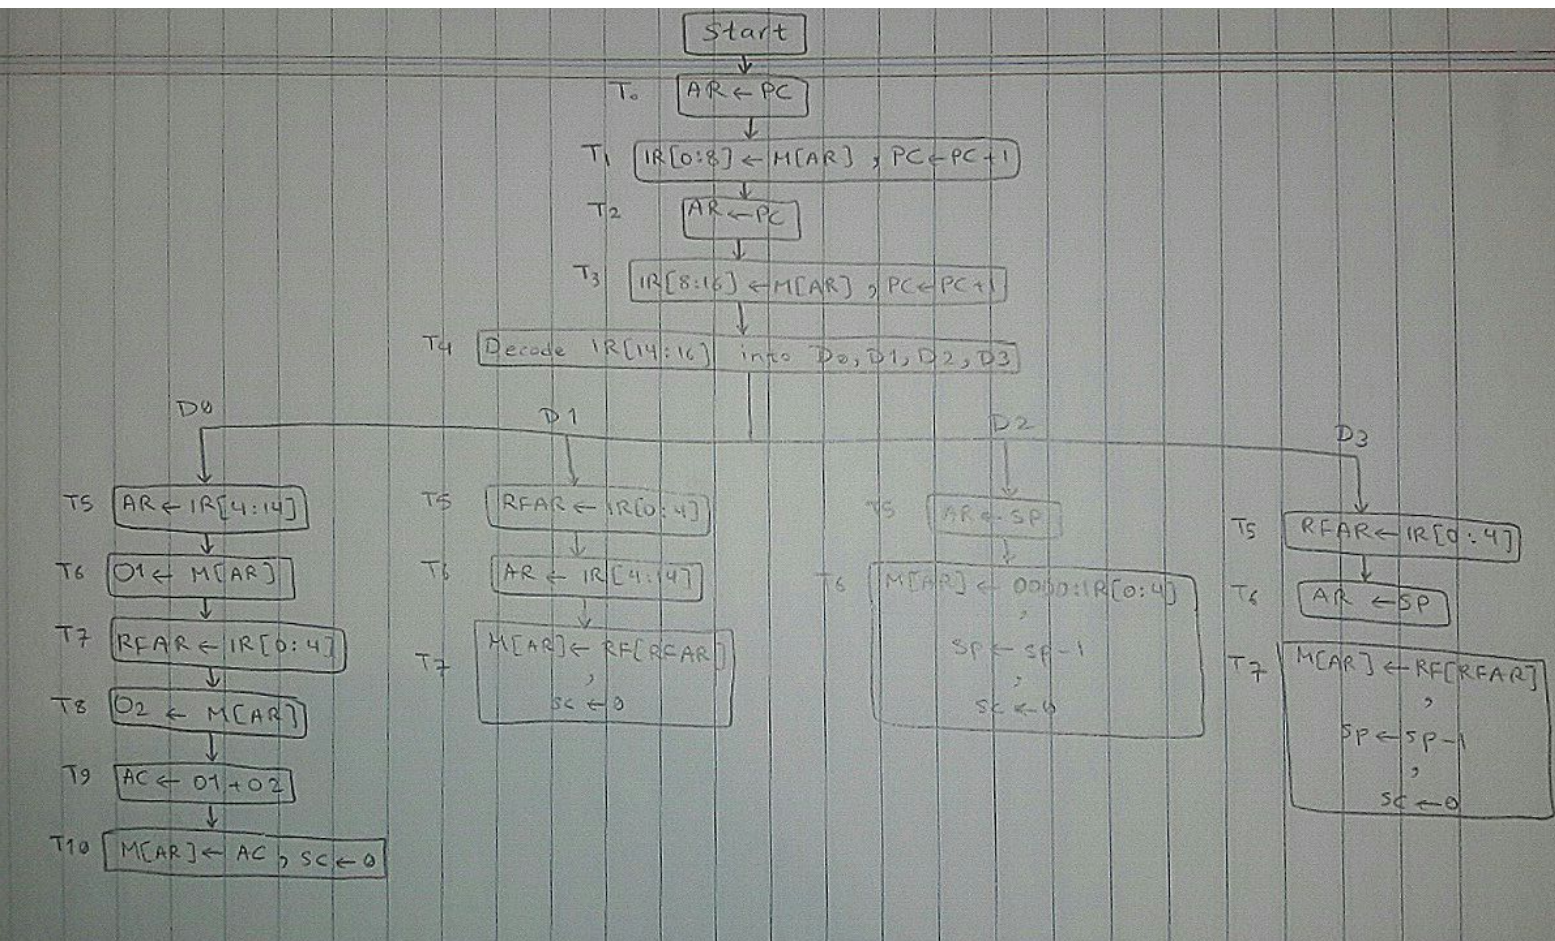 Start
T0 AR ← PC
T1 IR[0:8] ← M[AR] , PC ← PC+1
T2 AR ← PC
T3 IR[8:16] ← M[AR] , PC ← PC+1
T4 Decode IR[14:16] into D0, D1, D2, D3
D0
T5 AR ← IR[4:14]
T6 O1 ← M[AR]
T7 RFAR ← IR[0:4]
T8 O2 ← M[AR]
T9 AC ← O1+O2
T10 M[AR] ← AC , SC ← 0
D1
T5 RFAR ← IR[0:4]
T6 AR ← IR[4:14]
T7 M[AR] ← RF[RFAR]
,
SC ← 0
D2
T5 AR ← SP
T6 M[AR] ← 0000:IR[0:4]
,
SP ← SP-1
,
SC ← 0
D3
T5 RFAR ← IR[0:4]
T6 AR ← SP
T7 M[AR] ← RF[RFAR]
,
SP ← SP-1
,
SC ← 0